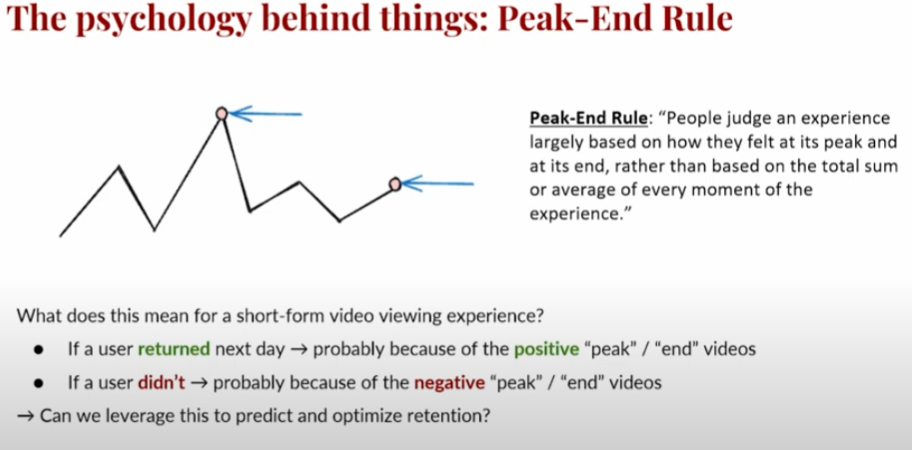 The psychology behind things: Peak-End Rule
Peak-End Rule: “People judge an experience
largely based on how they felt at its peak and
at its end, rather than based on the total sum
or average of every moment of the
experience.”
What does this mean for a short-form video viewing experience?
● If a user returned next day → probably because of the positive “peak” / “end” videos
● If a user didn’t → probably because of the negative “peak” / “end” videos
→ Can we leverage this to predict and optimize retention?